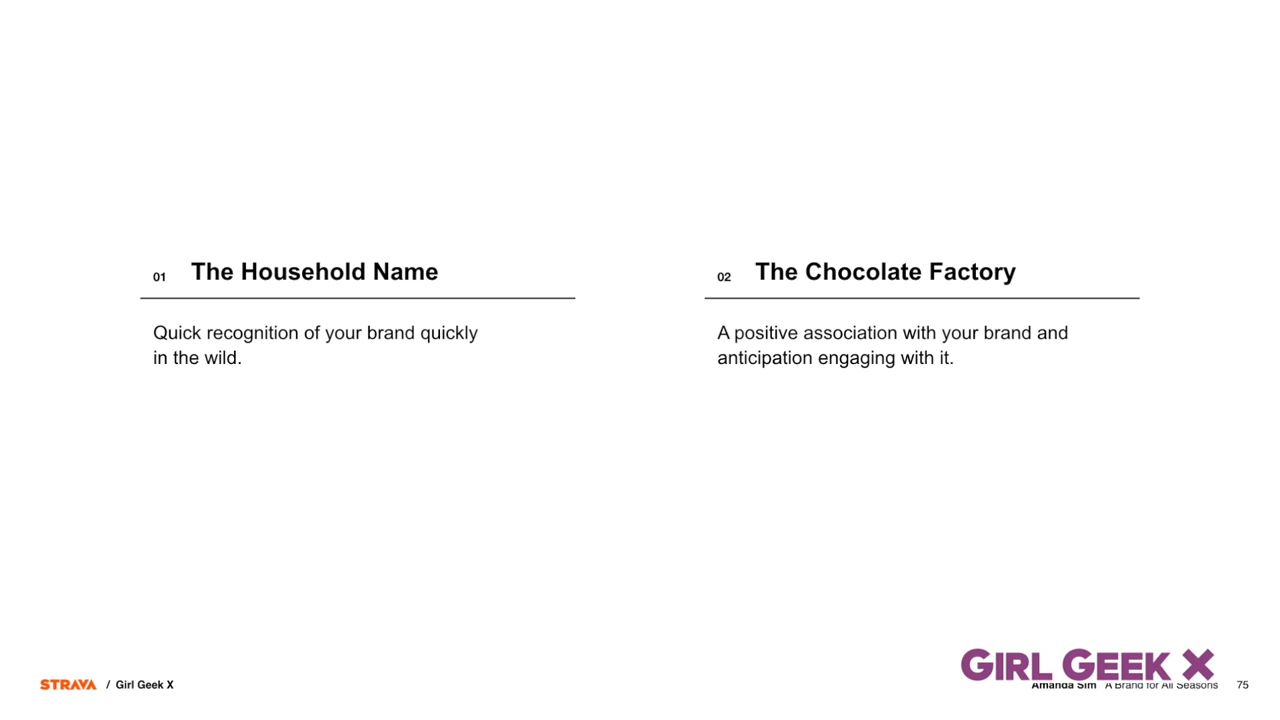 01 The Household Name
Quick recognition of your brand quickly
in the wild.
02 The Chocolate Factory
A positive association with your brand and
anticipation engaging with it.
STRAVA / Girl Geek X
GIRL GEEK X
Amanda Sim A Brand for All Seasons 75